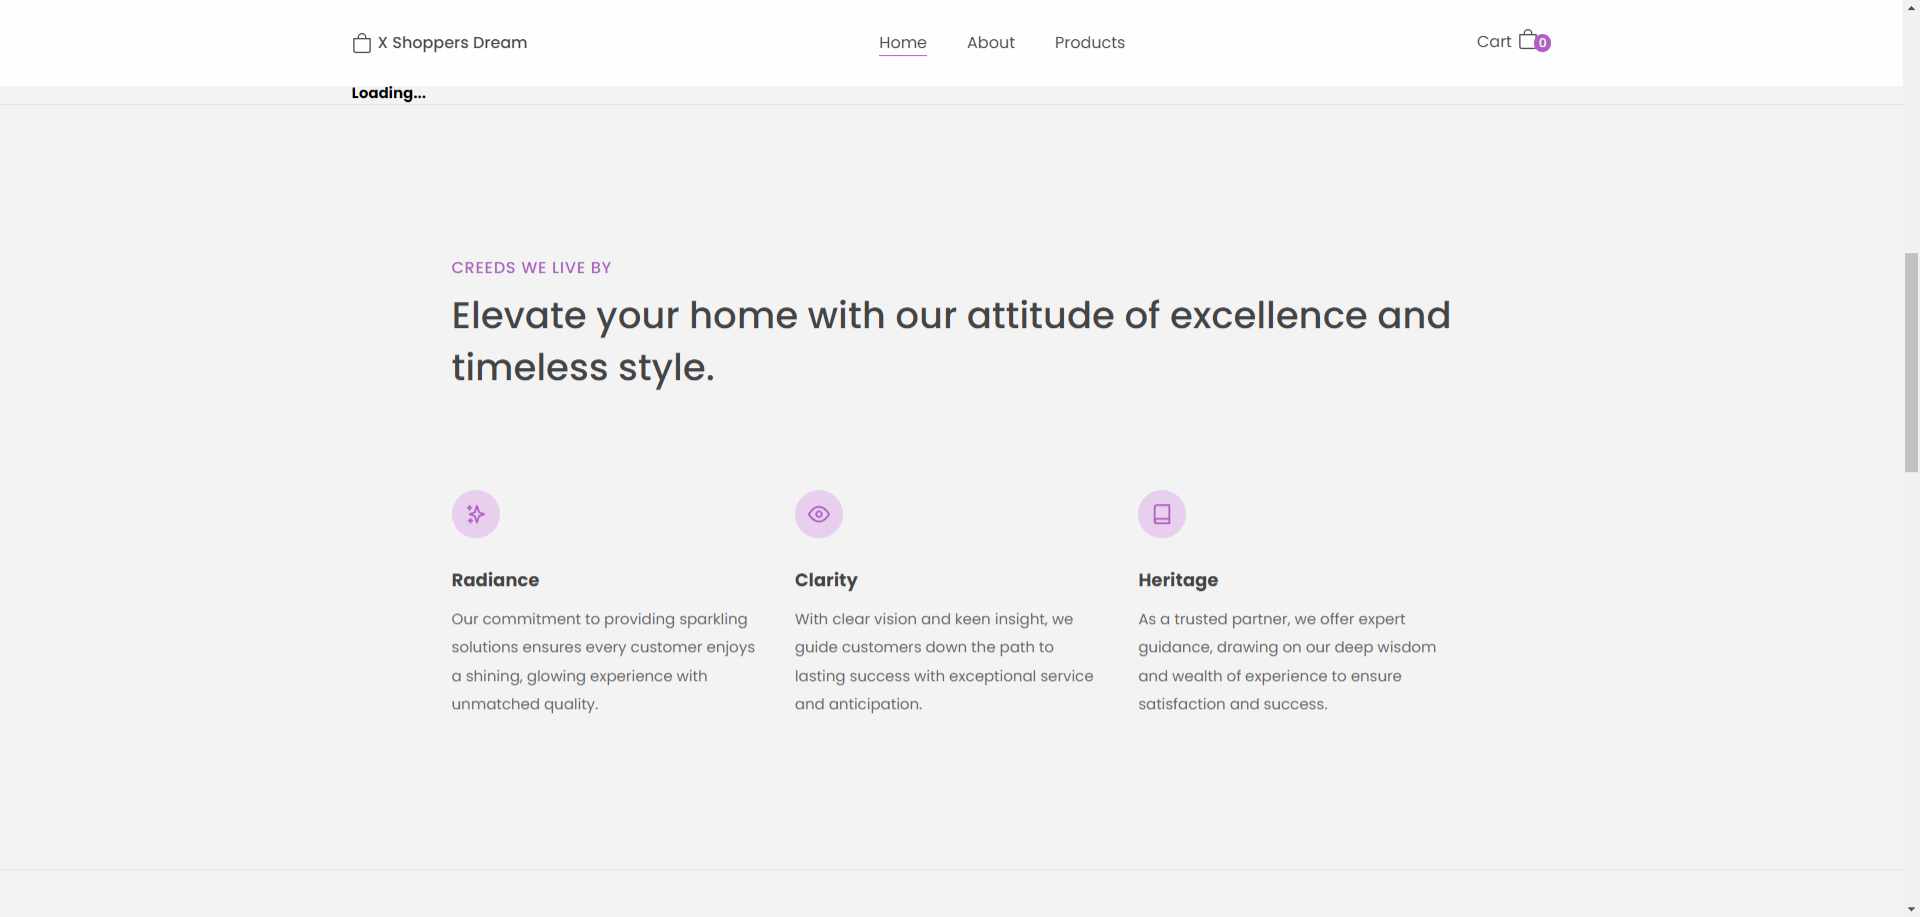 X Shoppers Dream
Home About Products
Cart 0
Loading...
CREEDS WE LIVE BY
Elevate your home with our attitude of excellence and
timeless style.
Radiance
Our commitment to providing sparkling
solutions ensures every customer enjoys
a shining, glowing experience with
unmatched quality.
Clarity
With clear vision and keen insight, we
guide customers down the path to
lasting success with exceptional service
and anticipation.
Heritage
As a trusted partner, we offer expert
guidance, drawing on our deep wisdom
and wealth of experience to ensure
satisfaction and success.